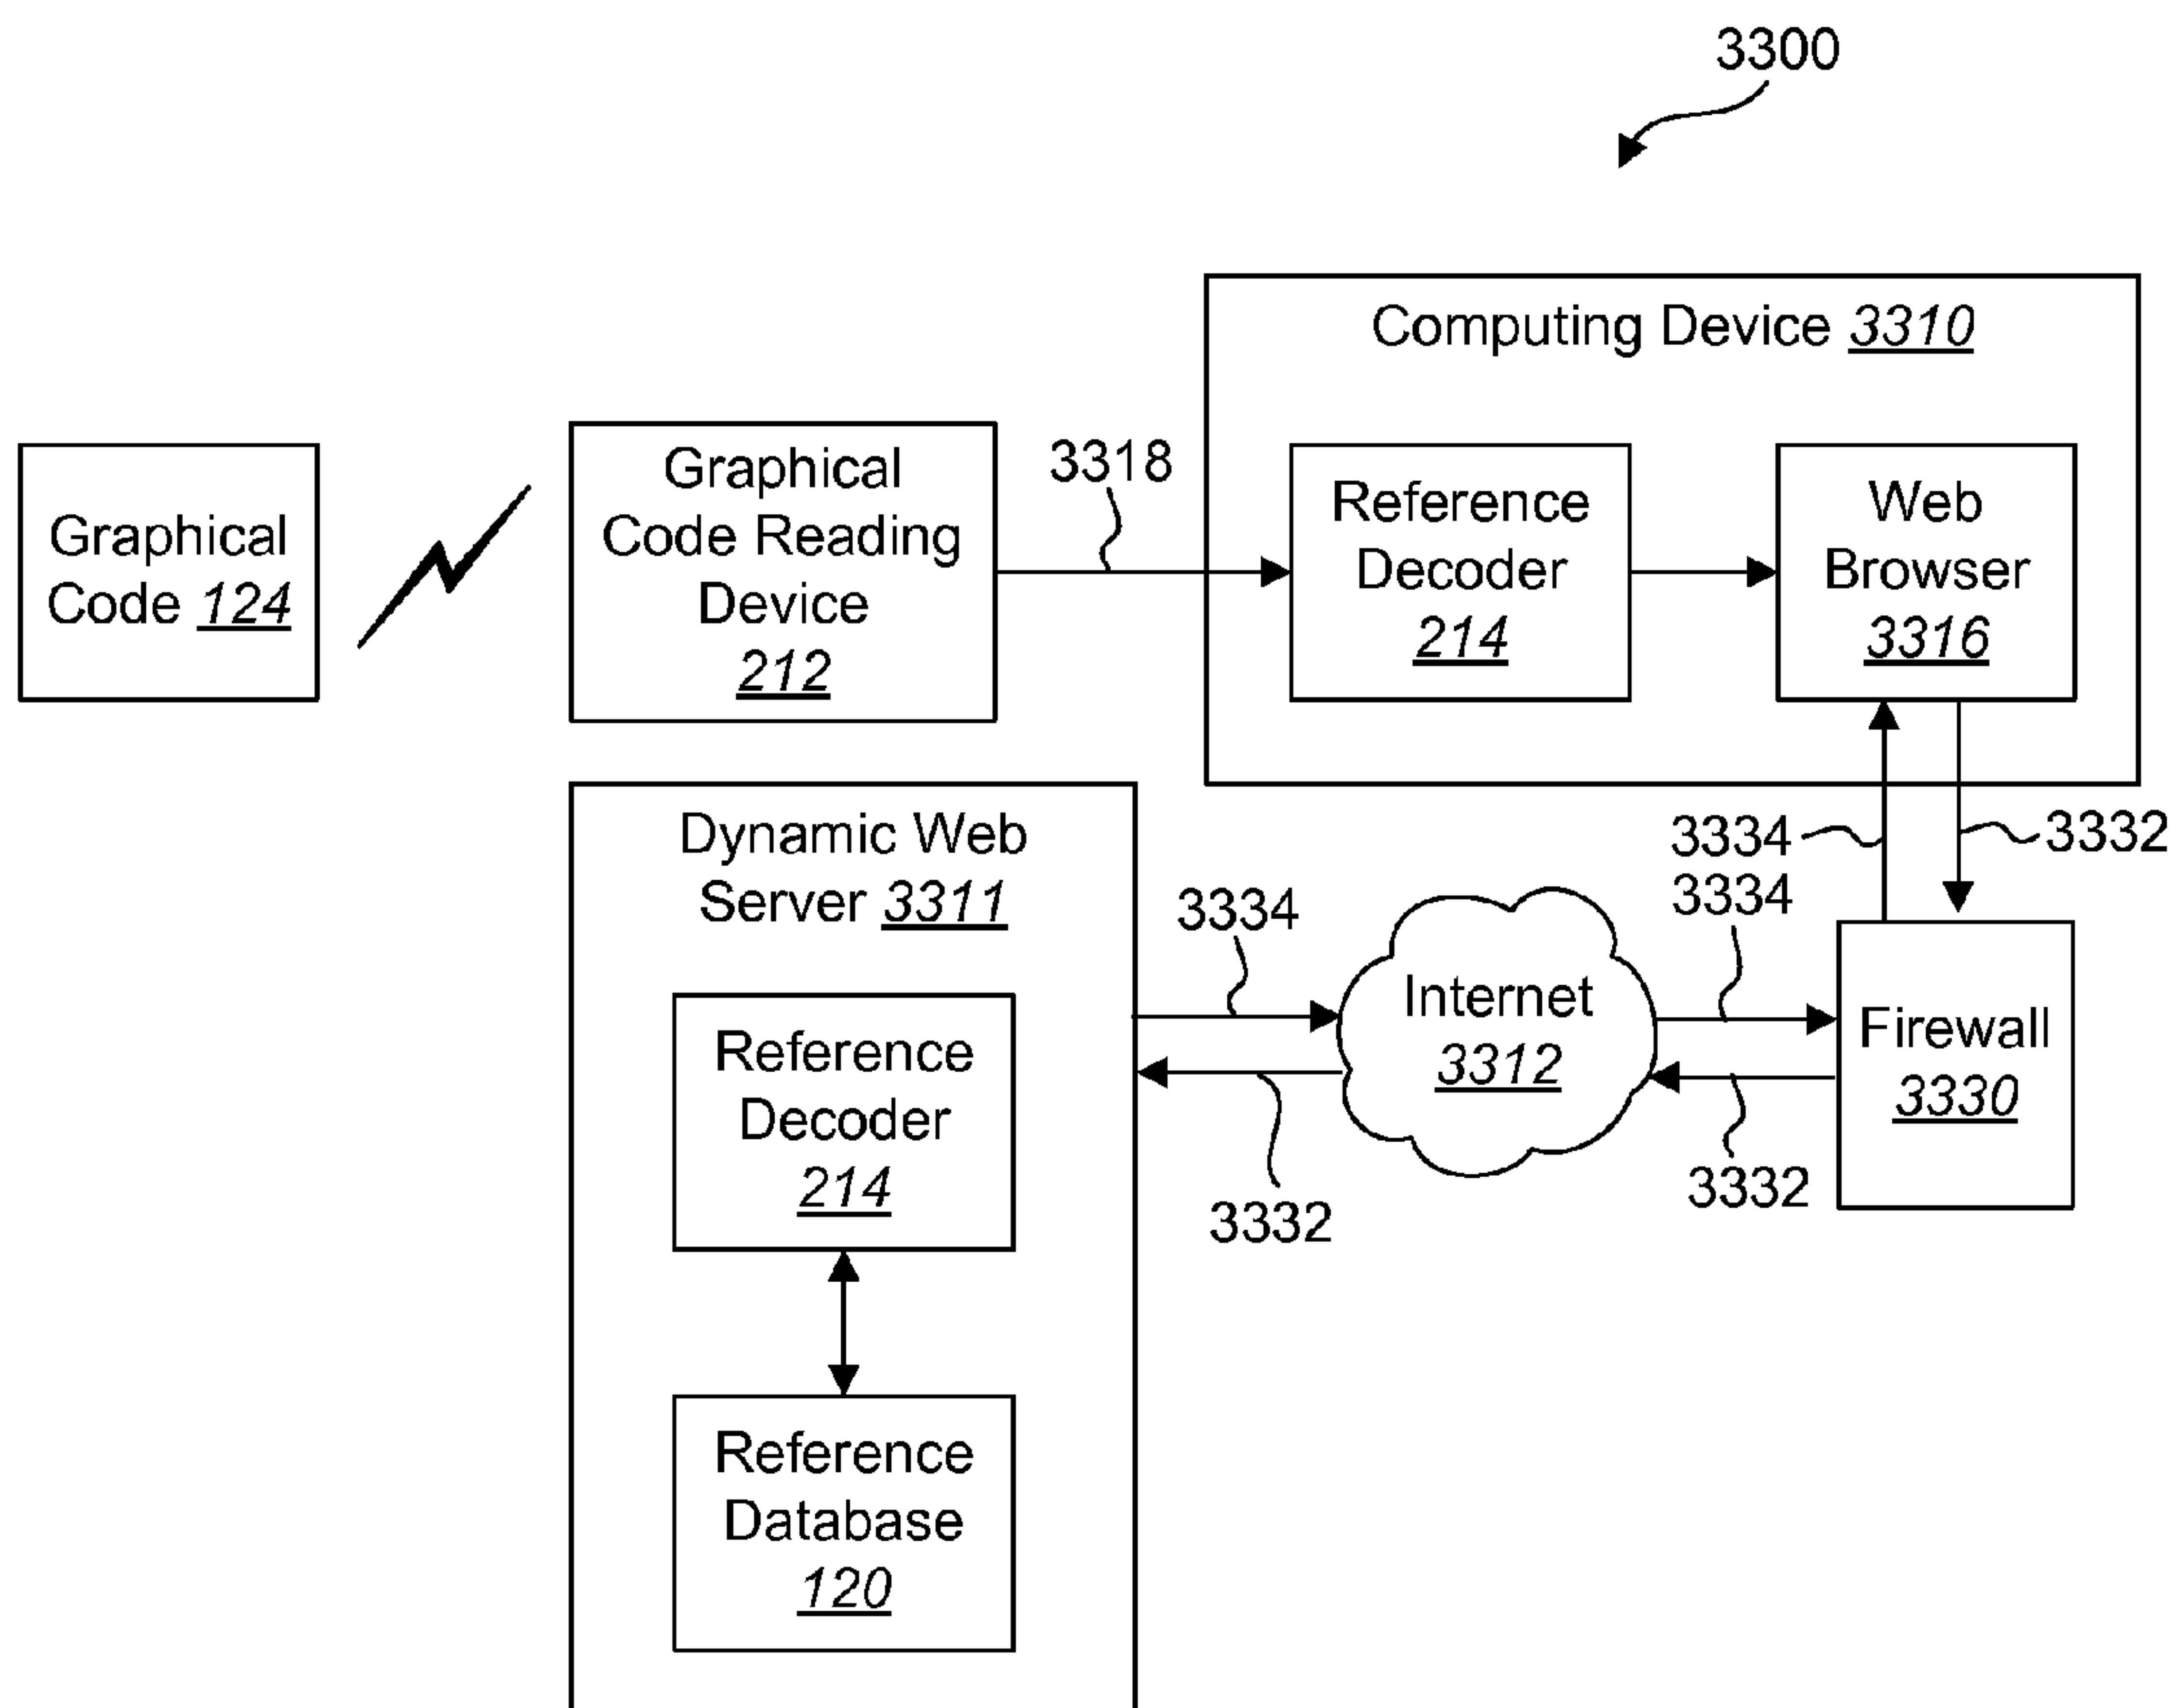 3300
Computing Device 3310
Graphical
Code 124
Graphical
Code Reading
Device
212
3318
Reference
Decoder
214
Web
Browser
3316
3334
3332
Dynamic Web
Server 3311
3334
3334
Internet
3312
Firewall
3330
Reference
Decoder
214
3332
3332
Reference
Database
120